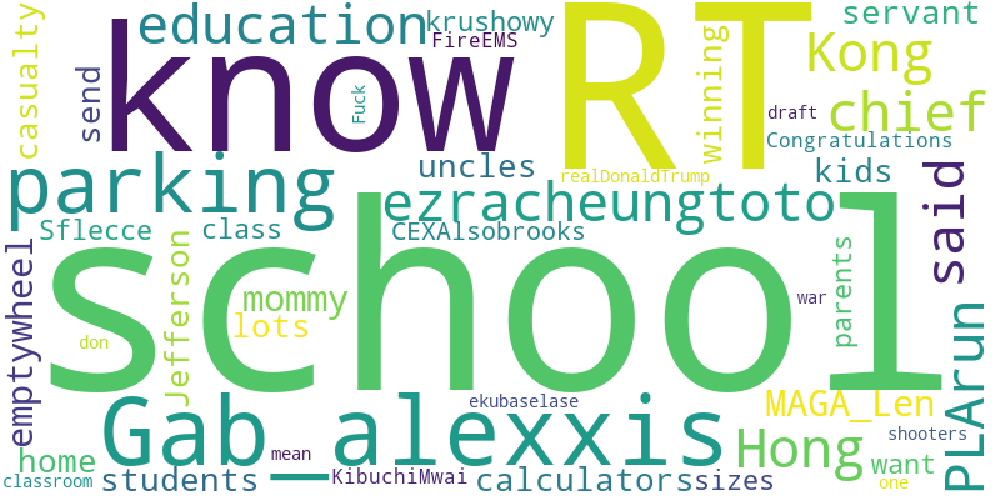 casualty
education
krushowy
RT
servant
know
FireEMS
winning
Kong
send
Fuck
draft
chief
Congratulations
parking
uncles
realDonaldTrump
kids
said
ezracheungtoto
Sflecce
class
CEXAlsobrooks
school
emptywheel
Jefferson
mommy
lots
war
parents
don
PLArun
Gab_alexxis
ekubaselase
MAGA_Len
shooters
Hong
home
mean
want
classroom
students
KibuchiMwai
calculators
sizes
one